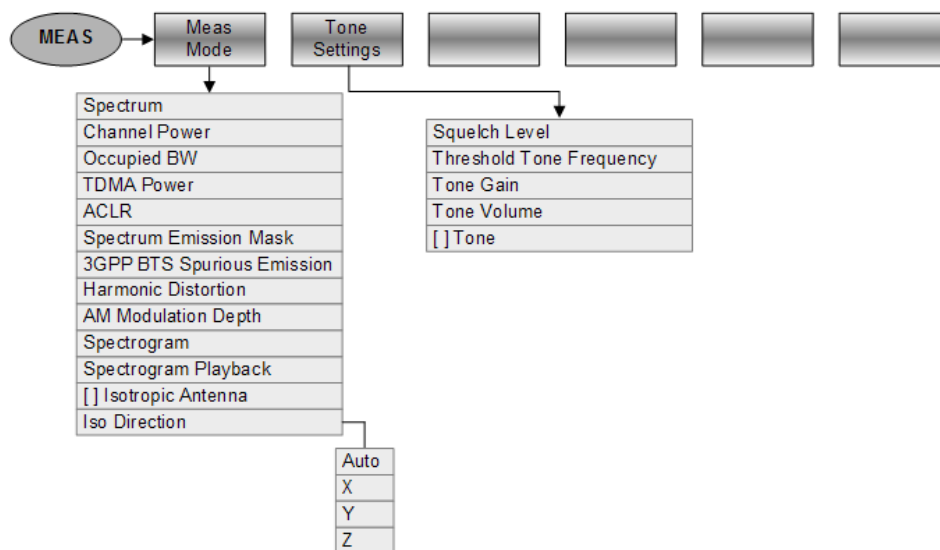 MEAS
Meas
Mode
Tone
Settings
Spectrum
Channel Power
Occupied BW
TDMA Power
ACLR
Spectrum Emission Mask
3GPP BTS Spurious Emission
Harmonic Distortion
AM Modulation Depth
Spectrogram
Spectrogram Playback
[ ] Isotropic Antenna
Iso Direction
Auto
X
Y
Z
Squelch Level
Threshold Tone Frequency
Tone Gain
Tone Volume
[ ] Tone